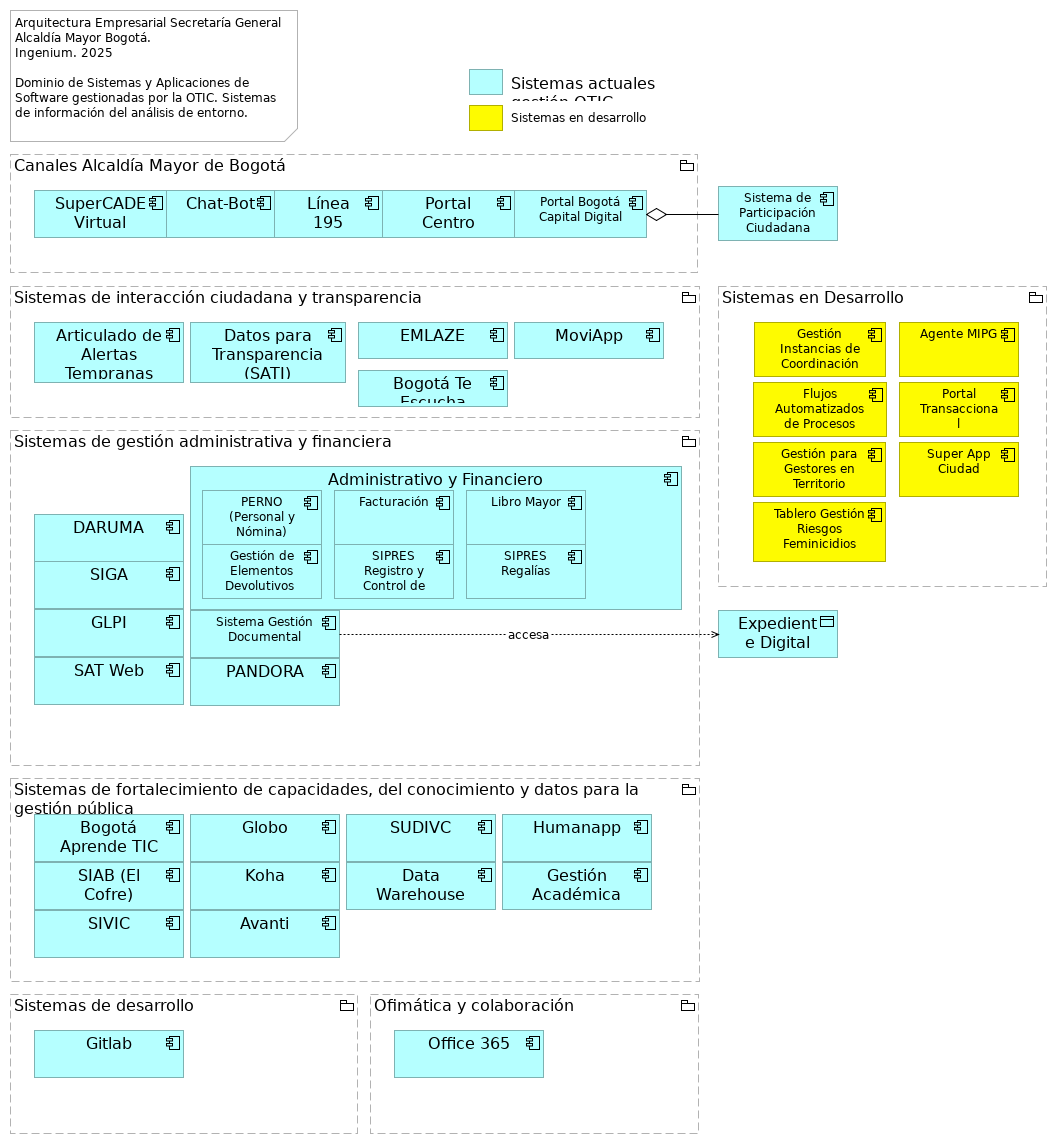 Arquitectura Empresarial Secretaría General
Alcaldía Mayor Bogotá.
Ingenium. 2025
Dominio de Sistemas y Aplicaciones de
Software gestionadas por la OTIC. Sistemas
de información del análisis de entorno.
Sistemas actuales
gestión OTIC
Sistemas en desarrollo
Canales Alcaldía Mayor de Bogotá
SuperCADE
Virtual
Chat-Bot
Línea
195
Portal
Centro
Portal Bogotá
Capital Digital
Sistema de
Participación
Ciudadana
Sistemas de interacción ciudadana y transparencia
Articulado de
Alertas
Tempranas
Datos para
Transparencia
(SATI)
EMLAZE
MoviApp
Bogotá Te
Escucha
Sistemas en Desarrollo
Gestión
Instancias de
Coordinación
Agente MIPG
Flujos
Automatizados
de Procesos
Portal
Transacciona
l
Gestión para
Gestores en
Territorio
Super App
Ciudad
Tablero Gestión
Riesgos
Feminicidios
Sistemas de gestión administrativa y financiera
DARUMA
SIGA
GLPI
SAT Web
Administrativo y Financiero
PERNO
(Personal y
Nómina)
Facturación
Libro Mayor
Gestión de
Elementos
Devolutivos
SIPRES
Registro y
Control de
SIPRES
Regalías
Sistema Gestión
Documental
PANDORA
accesa
Expedient
e Digital
Sistemas de fortalecimiento de capacidades, del conocimiento y datos para la
gestión pública
Bogotá
Aprende TIC
Globo
SUDIVC
Humanapp
SIAB (El
Cofre)
Koha
Data
Warehouse
Gestión
Académica
SIVIC
Avanti
Sistemas de desarrollo
Gitlab
Ofimática y colaboración
Office 365